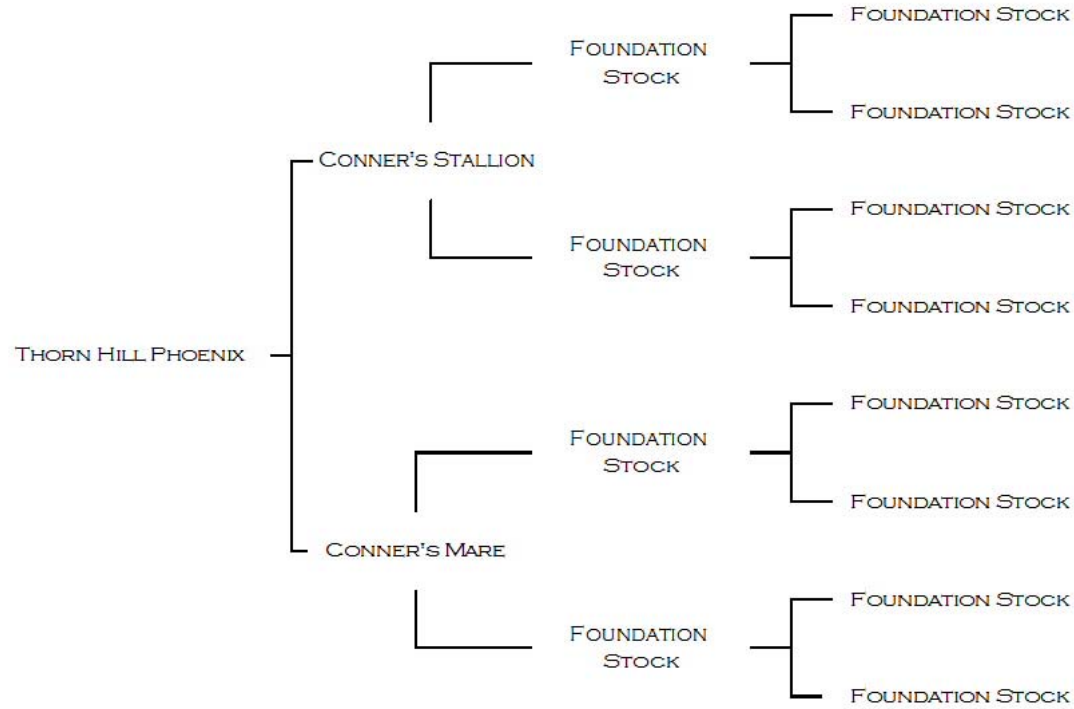 Foundation Stock
Foundation
Stock
Foundation Stock
Conner's Stallion
Foundation Stock
Foundation
Stock
Foundation Stock
Thorn Hill Phoenix
Foundation Stock
Foundation
Stock
Foundation Stock
Conner's Mare
Foundation Stock
Foundation
Stock
Foundation Stock